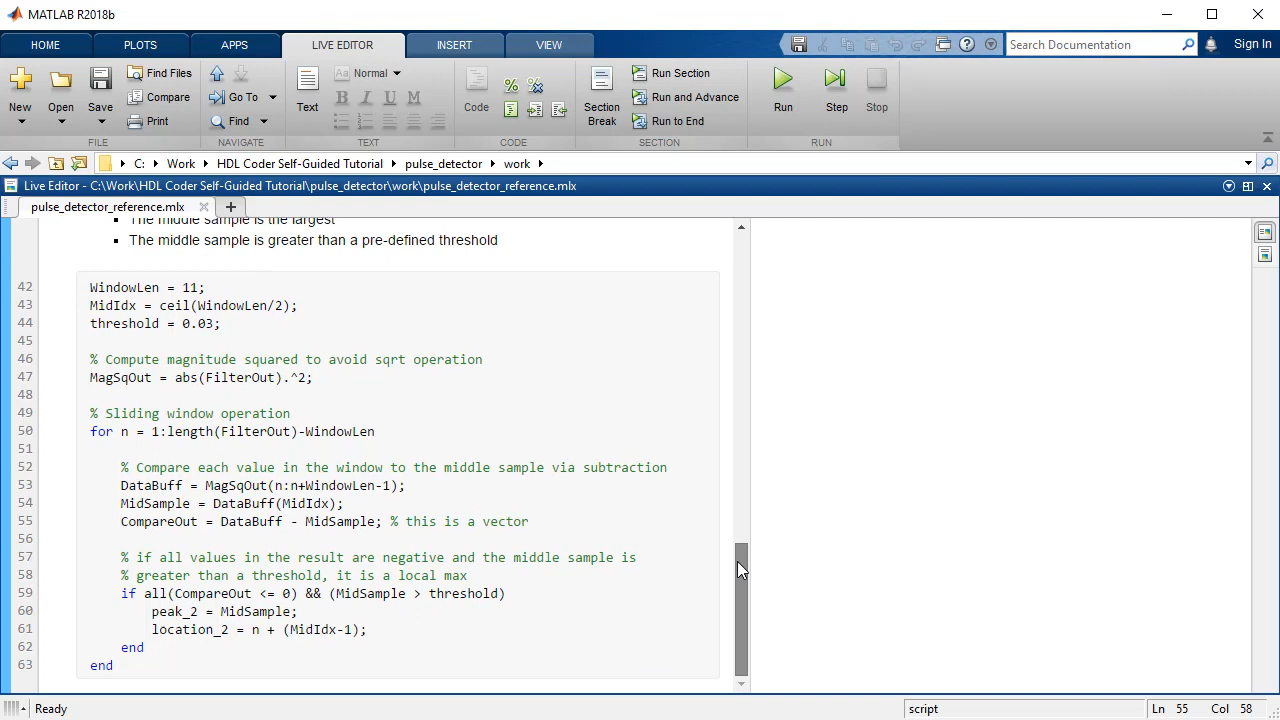 MATLAB R2018b
HOME PLOTS APPS LIVE EDITOR INSERT VIEW Search Documentation Sign In
New Open Save Find Files Compare Print
Go To Find
Text Aa Normal B I U M
Code
Section Break Run Section Run and Advance Run to End
Run Step Stop
FILE NAVIGATE TEXT CODE SECTION RUN
C: Work HDL Coder Self-Guided Tutorial pulse_detector work
Live Editor - C:\Work\HDL Coder Self-Guided Tutorial\pulse_detector\work\pulse_detector_reference.mlx
pulse_detector_reference.mlx
The middle sample is the largest
The middle sample is greater than a pre-defined threshold
42 WindowLen = 11;
43 MidIdx = ceil(WindowLen/2);
44 threshold = 0.03;
45
46 % Compute magnitude squared to avoid sqrt operation
47 MagSqOut = abs(FilterOut).^2;
48
49 % Sliding window operation
50 for n = 1:length(FilterOut)-WindowLen
51
52 % Compare each value in the window to the middle sample via subtraction
53 DataBuff = MagSqOut(n:n+WindowLen-1);
54 MidSample = DataBuff(MidIdx);
55 CompareOut = DataBuff - MidSample; % this is a vector
56
57 % if all values in the result are negative and the middle sample is
58 % greater than a threshold, it is a local max
59 if all(CompareOut <= 0) && (MidSample > threshold)
60 peak_2 = MidSample;
61 location_2 = n + (MidIdx-1);
62 end
63 end
Ready script Ln 55 Col 58